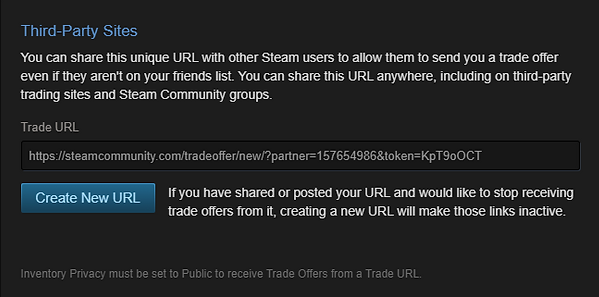 Third-Party Sites
You can share this unique URL with other Steam users to allow them to send you a trade offer
even if they aren't on your friends list. You can share this URL anywhere, including on third-party
trading sites and Steam Community groups.
Trade URL
https://steamcommunity.com/tradeoffer/new/?partner=157654986&token=KpT9oOCT
Create New URL
If you have shared or posted your URL and would like to stop receiving
trade offers from it, creating a new URL will make those links inactive.
Inventory Privacy must be set to Public to receive Trade Offers from a Trade URL.